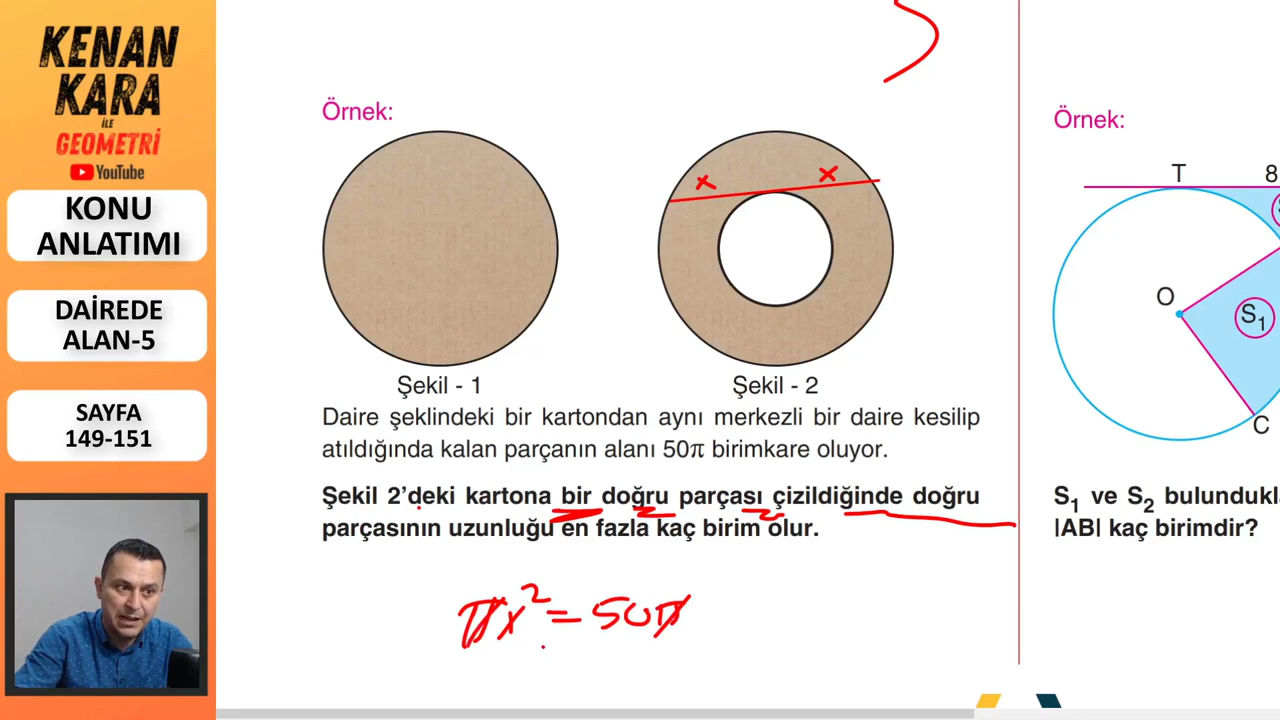 KENAN
KARA
İLE
GEOMETRİ
YouTube
KONU
ANLATIMI
DAİREDE
ALAN-5
SAYFA
149-151
Örnek:
x x
Şekil - 1
Şekil - 2
Daire şeklindeki bir kartondan aynı merkezli bir daire kesilip
atıldığında kalan parçanın alanı 50π birimkare oluyor.
Şekil 2'deki kartona bir doğru parçası çizildiğinde doğru
parçasının uzunluğu en fazla kaç birim olur.
πx² = 50π
Örnek:
T
8
O
S₁
C
S₁ ve S₂ bulundukl
|AB| kaç birimdir?